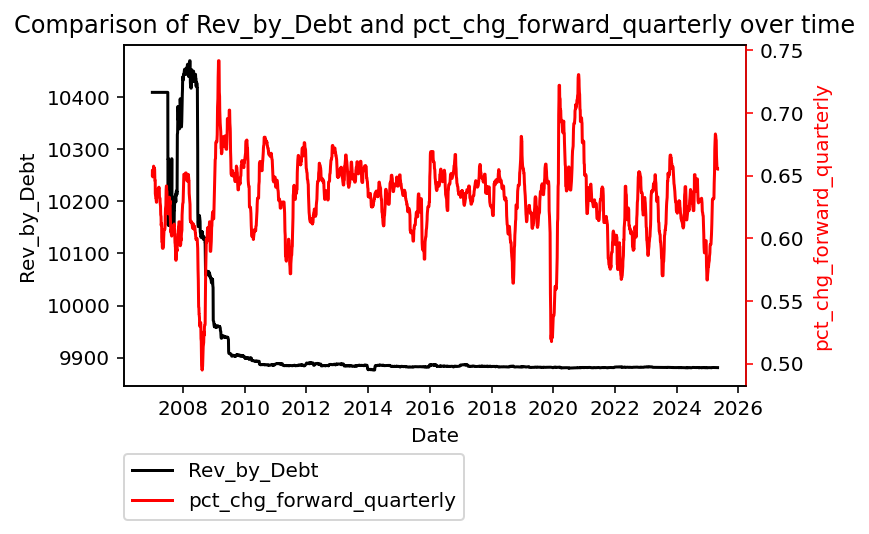 Comparison of Rev_by_Debt and pct_chg_forward_quarterly over time
Rev_by_Debt
10400
10300
10200
10100
10000
9900
0.75
0.70
0.65
0.60
0.55
0.50
pct_chg_forward_quarterly
2008 2010 2012 2014 2016 2018 2020 2022 2024 2026
Date
Rev_by_Debt
pct_chg_forward_quarterly